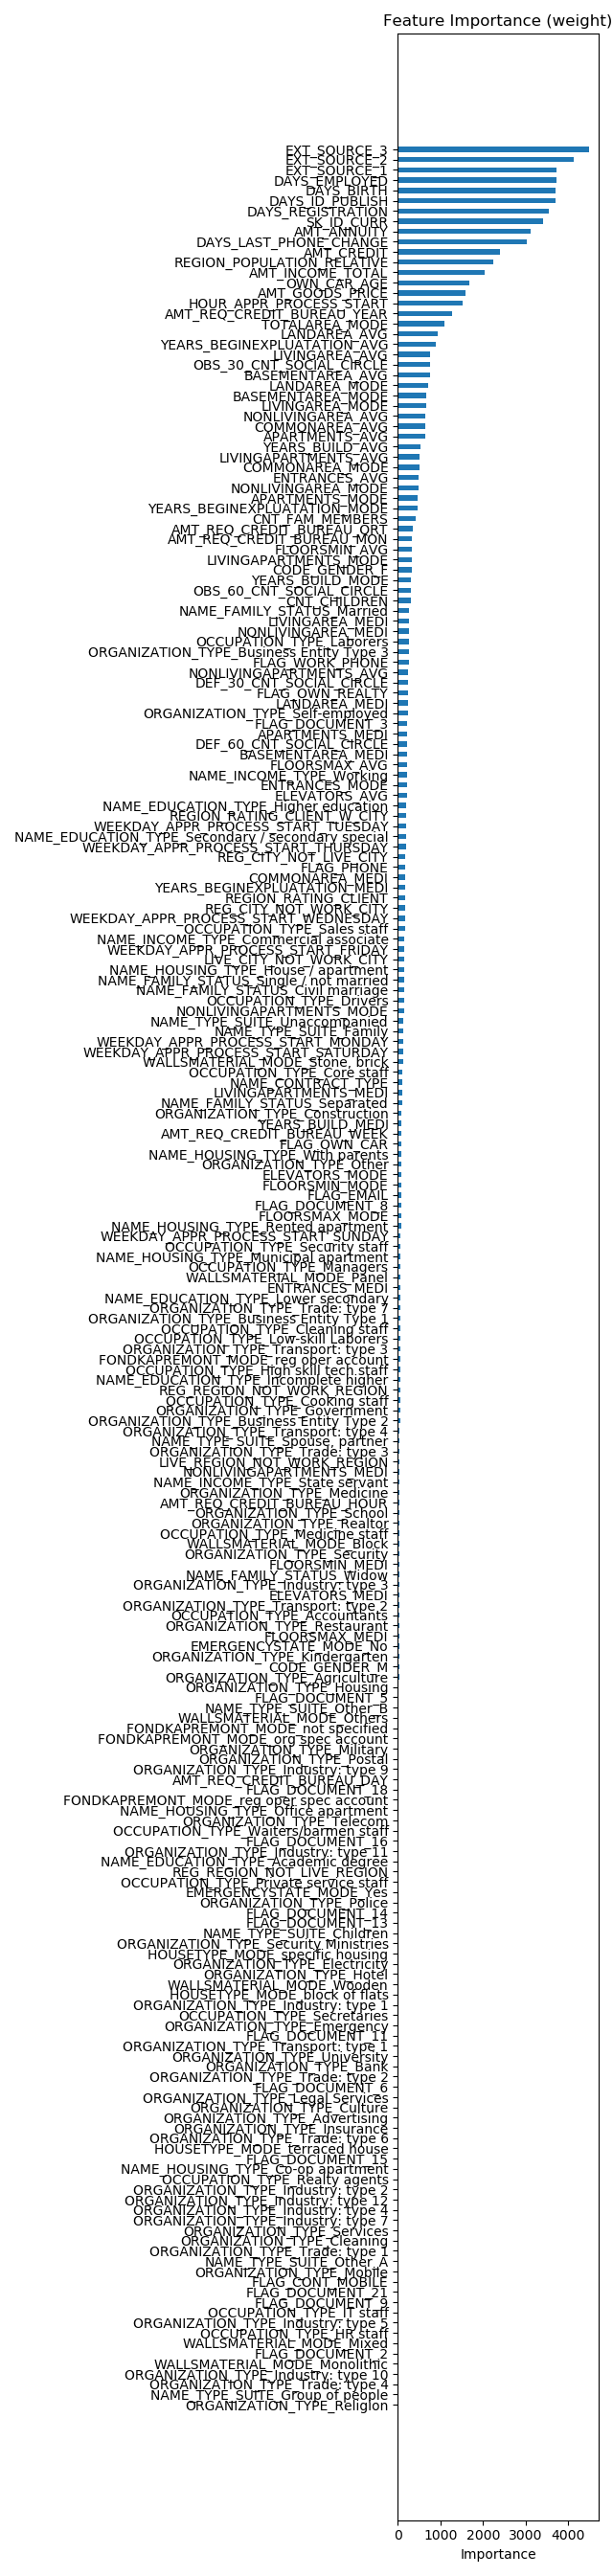 Feature Importance (weight)
EXT_SOURCE_3
EXT_SOURCE_2
EXT_SOURCE_1
DAYS_EMPLOYED
DAYS_BIRTH
DAYS_ID_PUBLISH
DAYS_REGISTRATION
SK_ID_CURR
AMT_ANNUITY
DAYS_LAST_PHONE_CHANGE
AMT_CREDIT
REGION_POPULATION_RELATIVE
AMT_INCOME_TOTAL
OWN_CAR_AGE
AMT_GOODS_PRICE
HOUR_APPR_PROCESS_START
AMT_REQ_CREDIT_BUREAU_YEAR
TOTALAREA_MODE
LANDAREA_AVG
YEARS_BEGINEXPLUATATION_AVG
LIVINGAREA_AVG
OBS_30_CNT_SOCIAL_CIRCLE
BASEMENTAREA_AVG
LANDAREA_MODE
BASEMENTAREA_MODE
LIVINGAREA_MODE
NONLIVINGAREA_AVG
COMMONAREA_AVG
APARTMENTS_AVG
YEARS_BUILD_AVG
LIVINGAPARTMENTS_AVG
COMMONAREA_MODE
ENTRANCES_AVG
NONLIVINGAREA_MODE
APARTMENTS_MODE
YEARS_BEGINEXPLUATATION_MODE
CNT_FAM_MEMBERS
AMT_REQ_CREDIT_BUREAU_QRT
AMT_REQ_CREDIT_BUREAU_MON
FLOORSMIN_AVG
LIVINGAPARTMENTS_MODE
CODE_GENDER_F
YEARS_BUILD_MODE
OBS_60_CNT_SOCIAL_CIRCLE
CNT_CHILDREN
NAME_FAMILY_STATUS_Married
LIVINGAREA_MEDI
NONLIVINGAREA_MEDI
OCCUPATION_TYPE_Laborers
ORGANIZATION_TYPE_Business Entity Type 3
FLAG_WORK_PHONE
NONLIVINGAPARTMENTS_AVG
DEF_30_CNT_SOCIAL_CIRCLE
FLAG_OWN_REALTY
LANDAREA_MEDI
ORGANIZATION_TYPE_Self-employed
FLAG_DOCUMENT_3
APARTMENTS_MEDI
DEF_60_CNT_SOCIAL_CIRCLE
BASEMENTAREA_MEDI
FLOORSMAX_AVG
NAME_INCOME_TYPE_Working
ENTRANCES_MODE
ELEVATORS_AVG
NAME_EDUCATION_TYPE_Higher education
REGION_RATING_CLIENT_W_CITY
WEEKDAY_APPR_PROCESS_START_TUESDAY
NAME_EDUCATION_TYPE_Secondary / secondary special
WEEKDAY_APPR_PROCESS_START_THURSDAY
REG_CITY_NOT_LIVE_CITY
FLAG_PHONE
COMMONAREA_MEDI
YEARS_BEGINEXPLUATATION_MEDI
REGION_RATING_CLIENT
REG_CITY_NOT_WORK_CITY
WEEKDAY_APPR_PROCESS_START_WEDNESDAY
OCCUPATION_TYPE_Sales staff
NAME_INCOME_TYPE_Commercial associate
WEEKDAY_APPR_PROCESS_START_FRIDAY
LIVE_CITY_NOT_WORK_CITY
NAME_HOUSING_TYPE_House / apartment
NAME_FAMILY_STATUS_Single / not married
NAME_FAMILY_STATUS_Civil marriage
OCCUPATION_TYPE_Drivers
NONLIVINGAPARTMENTS_MODE
NAME_TYPE_SUITE_Unaccompanied
NAME_TYPE_SUITE_Family
WEEKDAY_APPR_PROCESS_START_MONDAY
WEEKDAY_APPR_PROCESS_START_SATURDAY
WALLSMATERIAL_MODE_Stone, brick
OCCUPATION_TYPE_Core staff
NAME_CONTRACT_TYPE
LIVINGAPARTMENTS_MEDI
NAME_FAMILY_STATUS_Separated
ORGANIZATION_TYPE_Construction
YEARS_BUILD_MEDI
AMT_REQ_CREDIT_BUREAU_WEEK
FLAG_OWN_CAR
NAME_HOUSING_TYPE_With parents
ORGANIZATION_TYPE_Other
ELEVATORS_MODE
FLOORSMIN_MODE
FLAG_EMAIL
FLAG_DOCUMENT_8
FLOORSMAX_MODE
NAME_HOUSING_TYPE_Rented apartment
WEEKDAY_APPR_PROCESS_START_SUNDAY
OCCUPATION_TYPE_Security staff
NAME_HOUSING_TYPE_Municipal apartment
OCCUPATION_TYPE_Managers
WALLSMATERIAL_MODE_Panel
ENTRANCES_MEDI
NAME_EDUCATION_TYPE_Lower secondary
ORGANIZATION_TYPE_Trade: type 7
ORGANIZATION_TYPE_Business Entity Type 1
OCCUPATION_TYPE_Cleaning staff
OCCUPATION_TYPE_Low-skill Laborers
ORGANIZATION_TYPE_Transport: type 3
FONDKAPREMONT_MODE_reg oper account
OCCUPATION_TYPE_High skill tech staff
NAME_EDUCATION_TYPE_Incomplete higher
REG_REGION_NOT_WORK_REGION
OCCUPATION_TYPE_Cooking staff
ORGANIZATION_TYPE_Government
ORGANIZATION_TYPE_Business Entity Type 2
ORGANIZATION_TYPE_Transport: type 4
NAME_TYPE_SUITE_Spouse, partner
ORGANIZATION_TYPE_Trade: type 3
LIVE_REGION_NOT_WORK_REGION
NONLIVINGAPARTMENTS_MEDI
NAME_INCOME_TYPE_State servant
ORGANIZATION_TYPE_Medicine
AMT_REQ_CREDIT_BUREAU_HOUR
ORGANIZATION_TYPE_School
ORGANIZATION_TYPE_Realtor
OCCUPATION_TYPE_Medicine staff
WALLSMATERIAL_MODE_Block
ORGANIZATION_TYPE_Security
FLOORSMIN_MEDI
NAME_FAMILY_STATUS_Widow
ORGANIZATION_TYPE_Industry: type 3
ELEVATORS_MEDI
ORGANIZATION_TYPE_Transport: type 2
OCCUPATION_TYPE_Accountants
ORGANIZATION_TYPE_Restaurant
FLOORSMAX_MEDI
EMERGENCYSTATE_MODE_No
ORGANIZATION_TYPE_Kindergarten
CODE_GENDER_M
ORGANIZATION_TYPE_Agriculture
ORGANIZATION_TYPE_Housing
FLAG_DOCUMENT_5
NAME_TYPE_SUITE_Other_B
WALLSMATERIAL_MODE_Others
FONDKAPREMONT_MODE_not specified
FONDKAPREMONT_MODE_org spec account
ORGANIZATION_TYPE_Military
ORGANIZATION_TYPE_Postal
ORGANIZATION_TYPE_Industry: type 9
AMT_REQ_CREDIT_BUREAU_DAY
FLAG_DOCUMENT_18
FONDKAPREMONT_MODE_reg oper spec account
NAME_HOUSING_TYPE_Office apartment
ORGANIZATION_TYPE_Telecom
OCCUPATION_TYPE_Waiters/barmen staff
FLAG_DOCUMENT_16
ORGANIZATION_TYPE_Industry: type 11
NAME_EDUCATION_TYPE_Academic degree
REG_REGION_NOT_LIVE_REGION
OCCUPATION_TYPE_Private service staff
EMERGENCYSTATE_MODE_Yes
ORGANIZATION_TYPE_Police
FLAG_DOCUMENT_14
FLAG_DOCUMENT_13
NAME_TYPE_SUITE_Children
ORGANIZATION_TYPE_Security Ministries
HOUSETYPE_MODE_specific housing
ORGANIZATION_TYPE_Electricity
ORGANIZATION_TYPE_Hotel
WALLSMATERIAL_MODE_Wooden
HOUSETYPE_MODE_block of flats
ORGANIZATION_TYPE_Industry: type 1
OCCUPATION_TYPE_Secretaries
ORGANIZATION_TYPE_Emergency
FLAG_DOCUMENT_11
ORGANIZATION_TYPE_Transport: type 1
ORGANIZATION_TYPE_University
ORGANIZATION_TYPE_Bank
ORGANIZATION_TYPE_Trade: type 2
FLAG_DOCUMENT_6
ORGANIZATION_TYPE_Legal Services
ORGANIZATION_TYPE_Culture
ORGANIZATION_TYPE_Advertising
ORGANIZATION_TYPE_Insurance
ORGANIZATION_TYPE_Trade: type 6
HOUSETYPE_MODE_terraced house
FLAG_DOCUMENT_15
NAME_HOUSING_TYPE_Co-op apartment
OCCUPATION_TYPE_Realty agents
ORGANIZATION_TYPE_Industry: type 2
ORGANIZATION_TYPE_Industry: type 12
ORGANIZATION_TYPE_Industry: type 4
ORGANIZATION_TYPE_Industry: type 7
ORGANIZATION_TYPE_Services
ORGANIZATION_TYPE_Cleaning
ORGANIZATION_TYPE_Trade: type 1
NAME_TYPE_SUITE_Other_A
ORGANIZATION_TYPE_Mobile
FLAG_CONT_MOBILE
FLAG_DOCUMENT_21
FLAG_DOCUMENT_9
OCCUPATION_TYPE_IT staff
ORGANIZATION_TYPE_Industry: type 5
OCCUPATION_TYPE_HR staff
WALLSMATERIAL_MODE_Mixed
FLAG_DOCUMENT_2
WALLSMATERIAL_MODE_Monolithic
ORGANIZATION_TYPE_Industry: type 10
ORGANIZATION_TYPE_Trade: type 4
NAME_TYPE_SUITE_Group of people
ORGANIZATION_TYPE_Religion
0 1000 2000 3000 4000
Importance